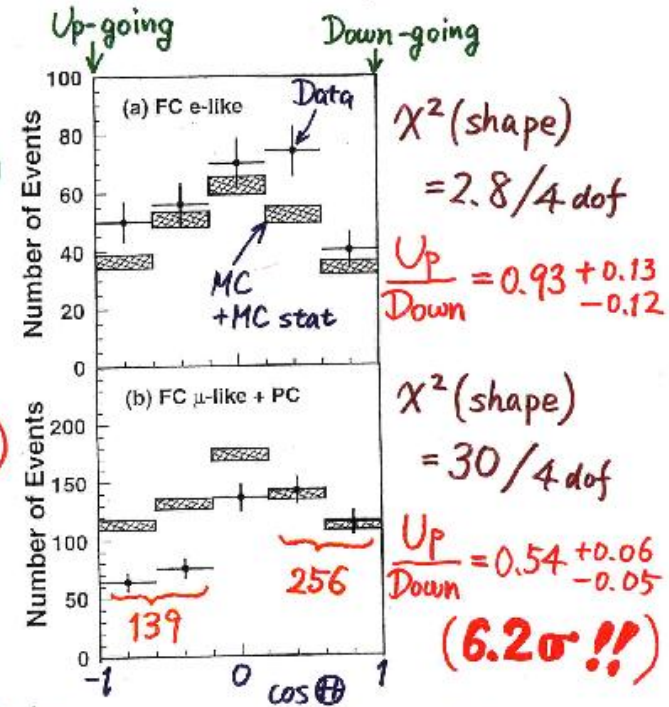 Up-going
Down-going
100
80
60
40
20
0
Number of Events
(a) FC e-like
Data
MC
+MC stat
χ² (shape)
= 2.8/4 dof
Up/Down = 0.93 +0.13 -0.12
200
150
100
50
0
Number of Events
(b) FC μ-like + PC
139
256
-1
0
1
cos Θ
χ² (shape)
= 30/4 dof
Up/Down = 0.54 +0.06 -0.05
(6.2σ!!)